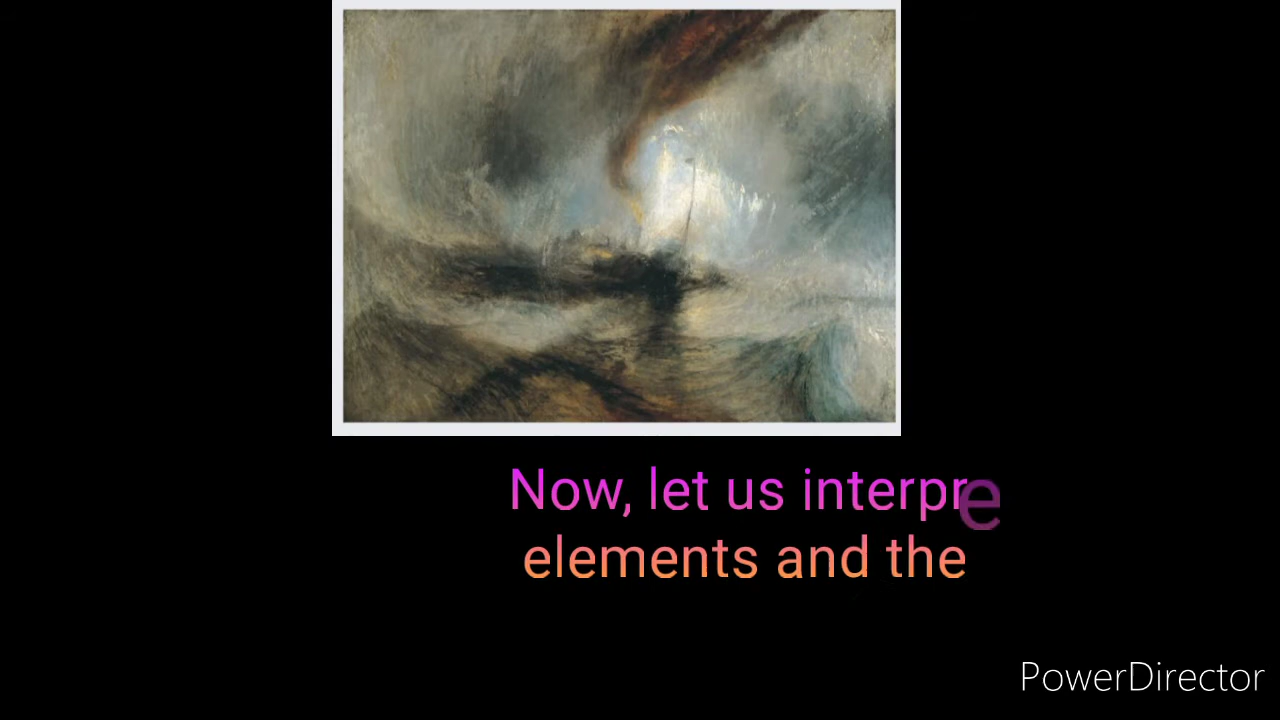 Now, let us interpre
elements and the
PowerDirector